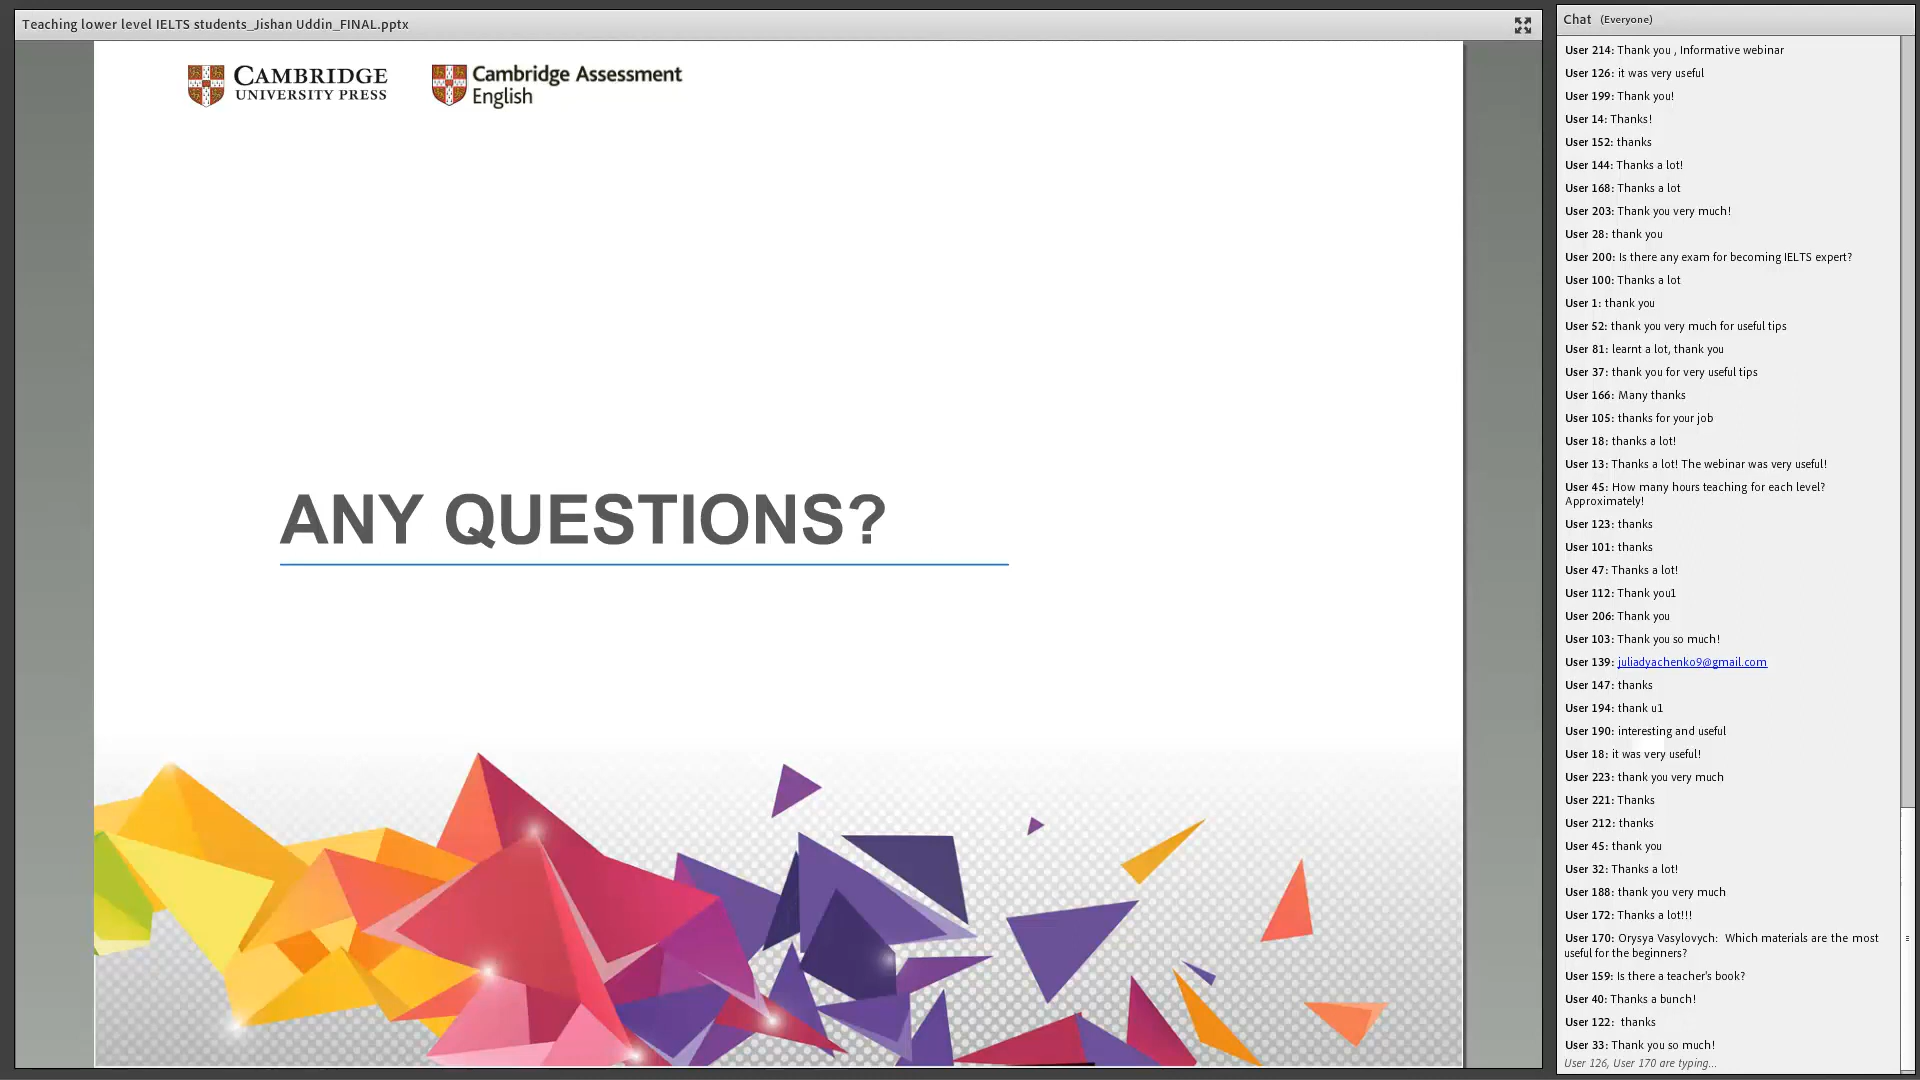 Teaching lower level IELTS students_Jishan Uddin_FINAL.pptx
CAMBRIDGE
UNIVERSITY PRESS
Cambridge Assessment
English
ANY QUESTIONS?
Chat (Everyone)
User 214: Thank you , Informative webinar
User 126: it was very useful
User 199: Thank you!
User 14: Thanks!
User 152: thanks
User 144: Thanks a lot!
User 168: Thanks a lot
User 203: Thank you very much!
User 28: thank you
User 200: Is there any exam for becoming IELTS expert?
User 100: Thanks a lot
User 1: thank you
User 52: thank you very much for useful tips
User 81: learnt a lot, thank you
User 37: thank you for very useful tips
User 166: Many thanks
User 105: thanks for your job
User 18: thanks a lot!
User 13: Thanks a lot! The webinar was very useful!
User 45: How many hours teaching for each level?
Approximately!
User 123: thanks
User 101: thanks
User 47: Thanks a lot!
User 112: Thank you1
User 206: Thank you
User 103: Thank you so much!
User 139: juliadyachenko9@gmail.com
User 147: thanks
User 194: thank u1
User 190: interesting and useful
User 18: it was very useful!
User 223: thank you very much
User 221: Thanks
User 212: thanks
User 45: thank you
User 32: Thanks a lot!
User 188: thank you very much
User 172: Thanks a lot!!!
User 170: Orysya Vasylovych: Which materials are the most
useful for the beginners?
User 159: Is there a teacher's book?
User 40: Thanks a bunch!
User 122: thanks
User 33: Thank you so much!
User 126, User 170 are typing...